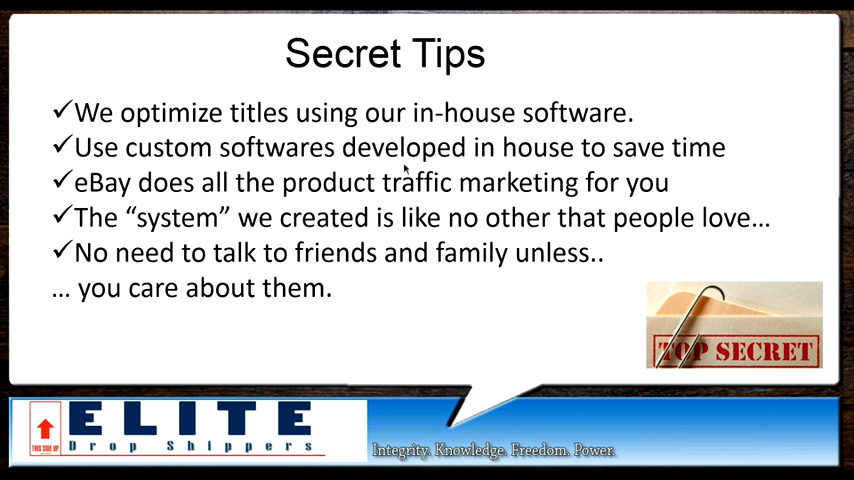 Secret Tips
✓We optimize titles using our in-house software.
✓Use custom softwares developed in house to save time
✓eBay does all the product traffic marketing for you
✓The “system” we created is like no other that people love…
✓No need to talk to friends and family unless..
… you care about them.
TOP SECRET
ELITE
Drop Shippers
THIS SIDE UP
Integrity. Knowledge. Freedom. Power.